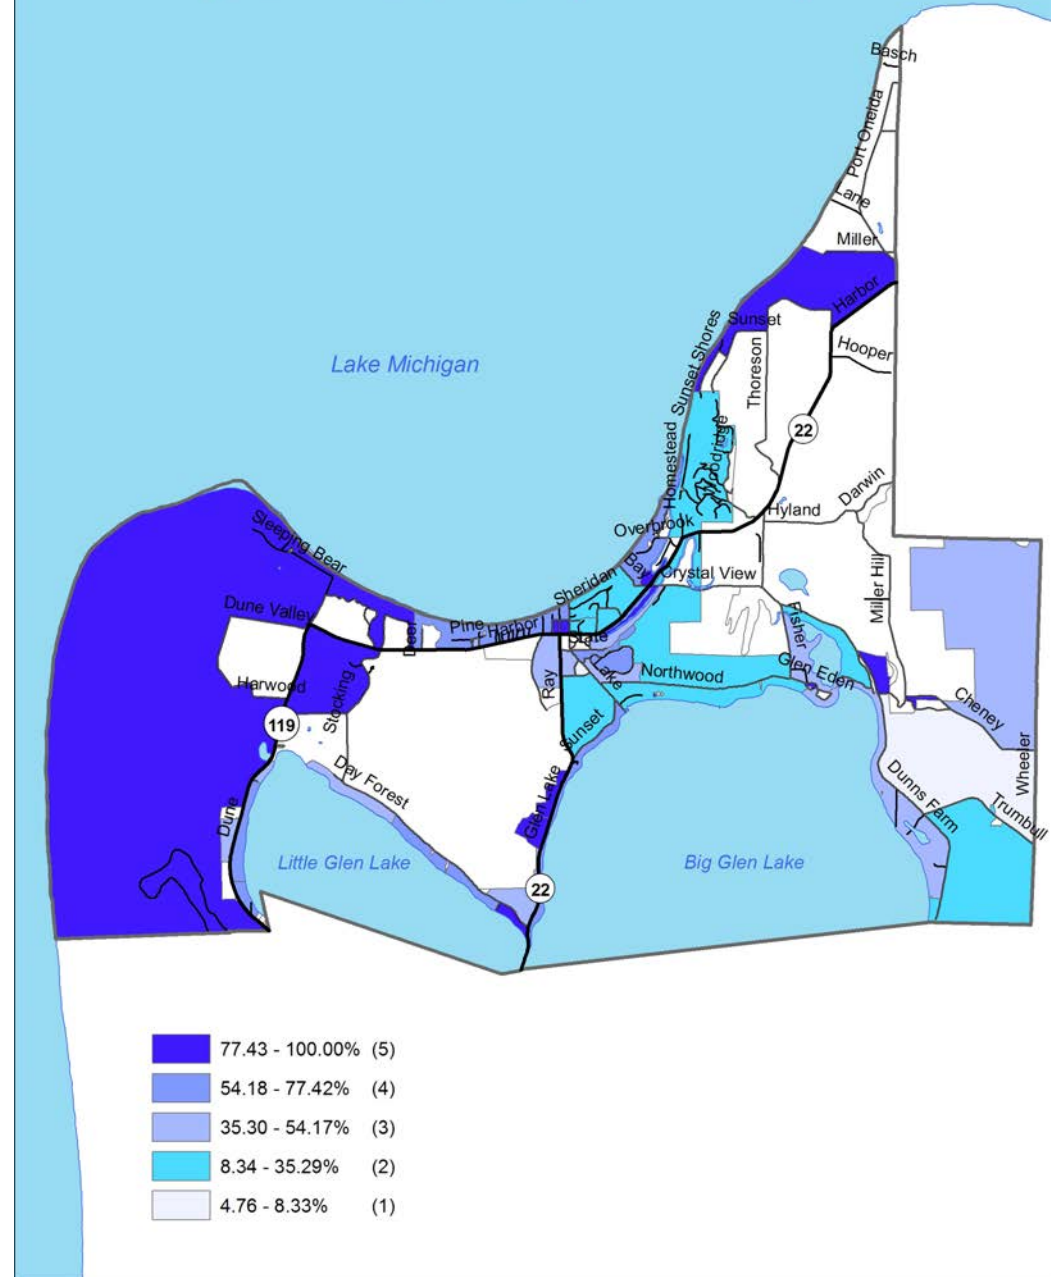 Basch
Port Oneida
Lane
Miller
Harbor
Sunset
Hooper
Sunset Shores
Thoreson
Lake Michigan
22
Homestead
Woodridge
Darwin
Hyland
Overbrook
Sleeping Bear
Bay
Crystal View
Sheridan
Miller Hill
Dune Valley
Fisher
Pine
Harbor
Deer
State
Glen Eden
Northwood
Lake
Ray
Harwood
Stocking
Cheney
119
Sunset
Wheeler
Day Forest
Dunns Farm
Glen Lake
Trumbull
Dune
Little Glen Lake
Big Glen Lake
22
77.43 - 100.00% (5)
54.18 - 77.42% (4)
35.30 - 54.17% (3)
8.34 - 35.29% (2)
4.76 - 8.33% (1)